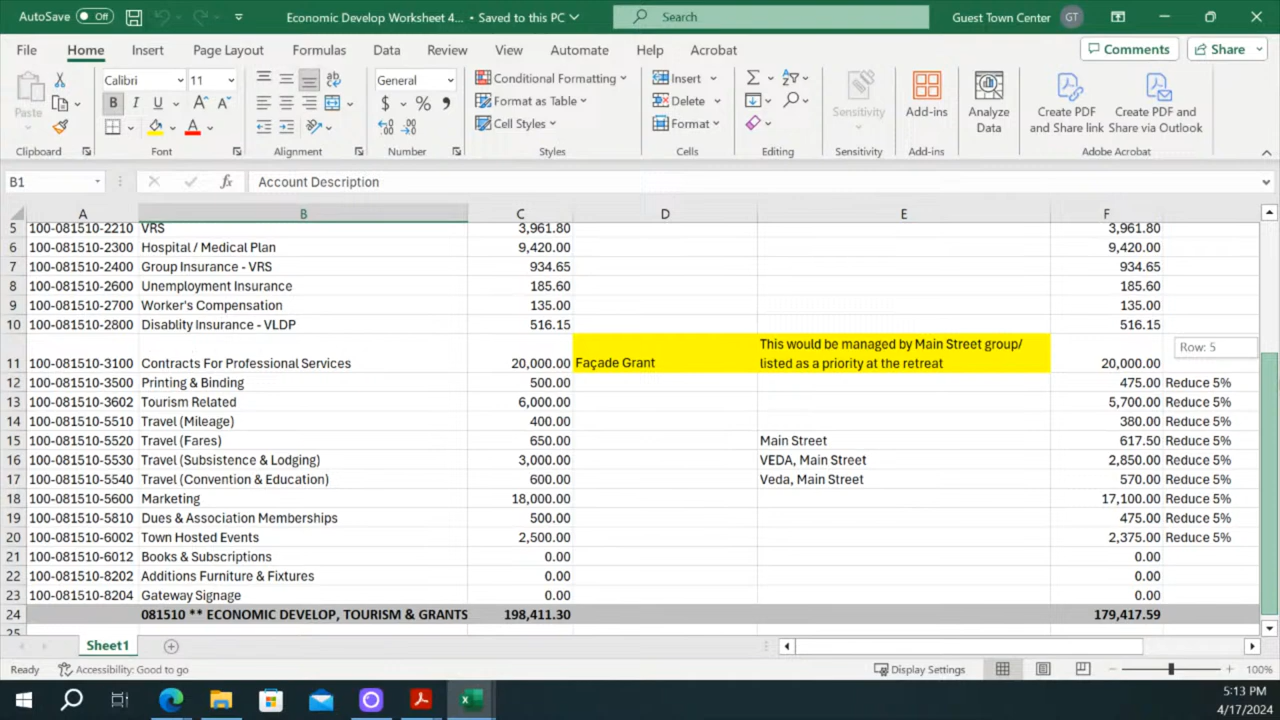 AutoSave Off Economic Develop Worksheet 4... • Saved to this PC Search Guest Town Center GT
File Home Insert Page Layout Formulas Data Review View Automate Help Acrobat Comments Share
Paste Calibri 11 General Conditional Formatting Insert Sensitivity Add-ins Analyze Data Create PDF and Share link Create PDF and Share via Outlook
B I U $ % Format as Table Delete
A Cell Styles Format
Clipboard Font Alignment Number Styles Cells Editing Sensitivity Add-ins Adobe Acrobat
B1 fx Account Description
A B C D E F
5 100-081510-2210 VRS 3,961.80 3,961.80
6 100-081510-2300 Hospital / Medical Plan 9,420.00 9,420.00
7 100-081510-2400 Group Insurance - VRS 934.65 934.65
8 100-081510-2600 Unemployment Insurance 185.60 185.60
9 100-081510-2700 Worker's Compensation 135.00 135.00
10 100-081510-2800 Disablity Insurance - VLDP 516.15 516.15
This would be managed by Main Street group/
11 100-081510-3100 Contracts For Professional Services 20,000.00 Façade Grant listed as a priority at the retreat 20,000.00
Row: 5
12 100-081510-3500 Printing & Binding 500.00 475.00 Reduce 5%
13 100-081510-3602 Tourism Related 6,000.00 5,700.00 Reduce 5%
14 100-081510-5510 Travel (Mileage) 400.00 380.00 Reduce 5%
15 100-081510-5520 Travel (Fares) 650.00 Main Street 617.50 Reduce 5%
16 100-081510-5530 Travel (Subsistence & Lodging) 3,000.00 VEDA, Main Street 2,850.00 Reduce 5%
17 100-081510-5540 Travel (Convention & Education) 600.00 Veda, Main Street 570.00 Reduce 5%
18 100-081510-5600 Marketing 18,000.00 17,100.00 Reduce 5%
19 100-081510-5810 Dues & Association Memberships 500.00 475.00 Reduce 5%
20 100-081510-6002 Town Hosted Events 2,500.00 2,375.00 Reduce 5%
21 100-081510-6012 Books & Subscriptions 0.00 0.00
22 100-081510-8202 Additions Furniture & Fixtures 0.00 0.00
23 100-081510-8204 Gateway Signage 0.00 0.00
24 081510 ** ECONOMIC DEVELOP, TOURISM & GRANTS 198,411.30 179,417.59
25
Sheet1
Ready Accessibility: Good to go Display Settings 100%
5:13 PM
4/17/2024